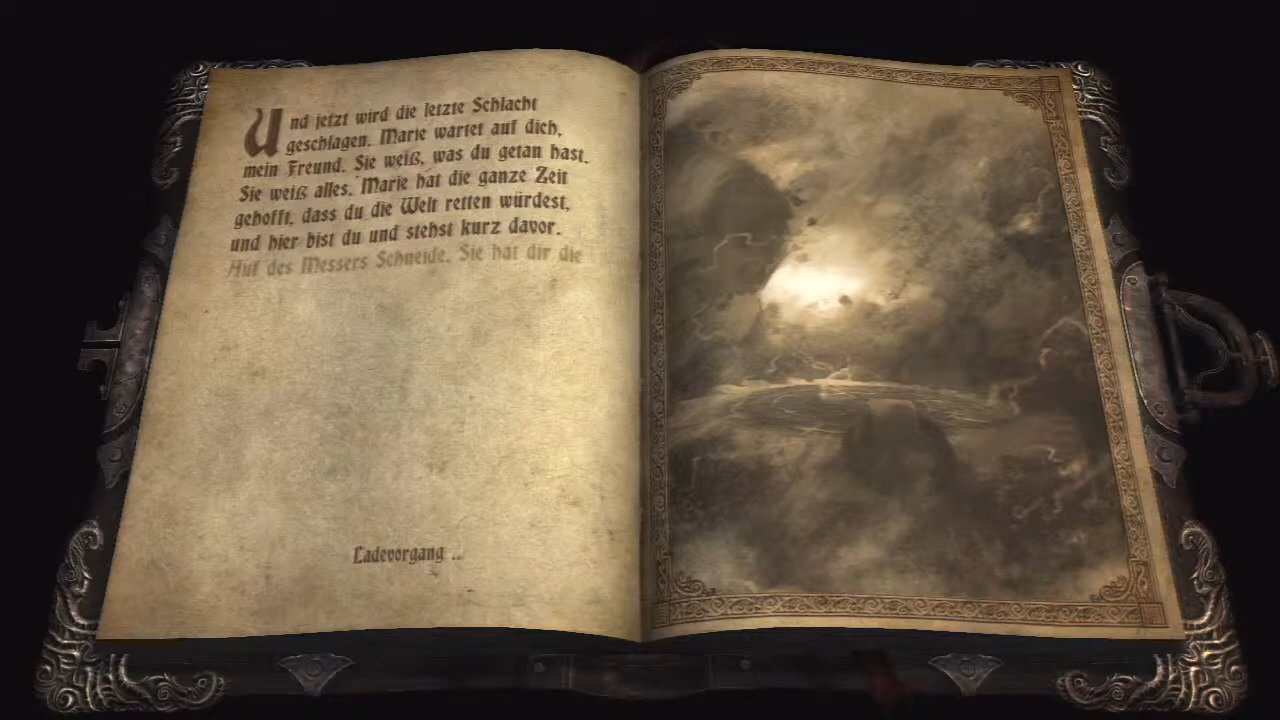 Und jetzt wird die letzte Schlacht
geschlagen. Marie wartet auf dich,
mein Freund. Sie weiß, was du getan hast.
Sie weiß alles. Marie hat die ganze Zeit
gehofft, dass du die Welt retten würdest,
und hier bist du und stehst kurz davor.
Auf des Messers Schneide. Sie hat dir die
Ladevorgang ..